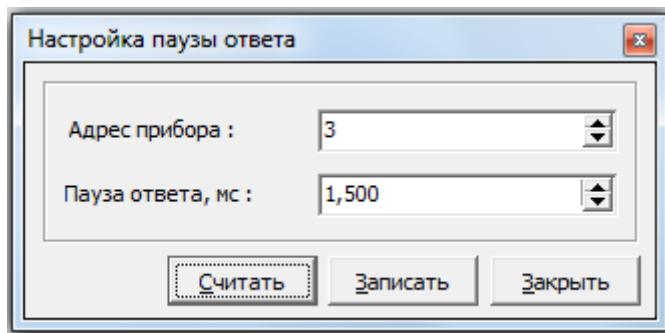 Настройка паузы ответа
Адрес прибора : 3
Пауза ответа, мс : 1,500
Считать Записать Закрыть